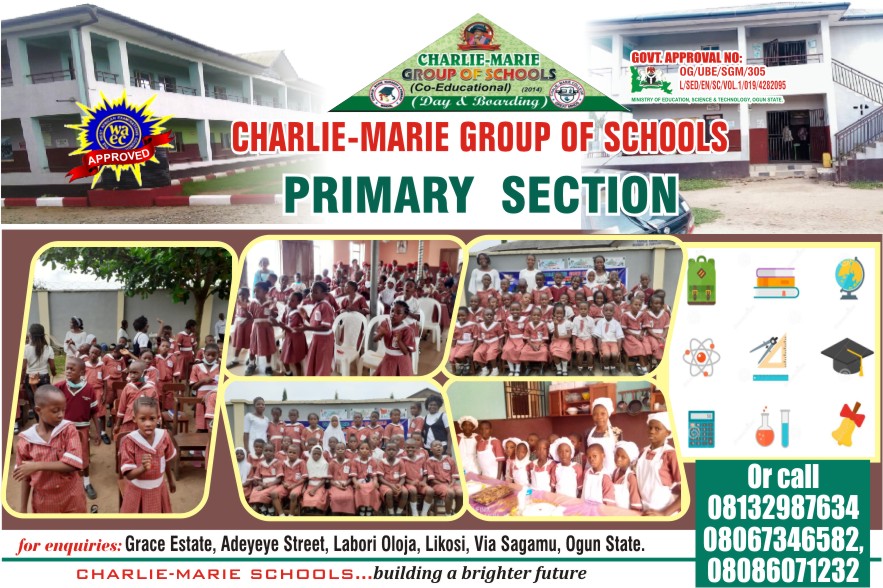 CHARLIE-MARIE
GROUP OF SCHOOLS
(Co-Educational) (2014)
(Day & Boarding)
GOVT. APPROVAL NO:
OG/UBE/SGM/305
L/SED/EN/SC/VOL.1/019/4282095
MINISTRY OF EDUCATION, SCIENCE & TECHNOLOGY, OGUN STATE.
waec
APPROVED
CHARLIE-MARIE GROUP OF SCHOOLS
PRIMARY SECTION
Or call
08132987634
08067346582,
08086071232
for enquiries: Grace Estate, Adeyeye Street, Labori Oloja, Likosi, Via Sagamu, Ogun State.
CHARLIE-MARIE SCHOOLS...building a brighter future